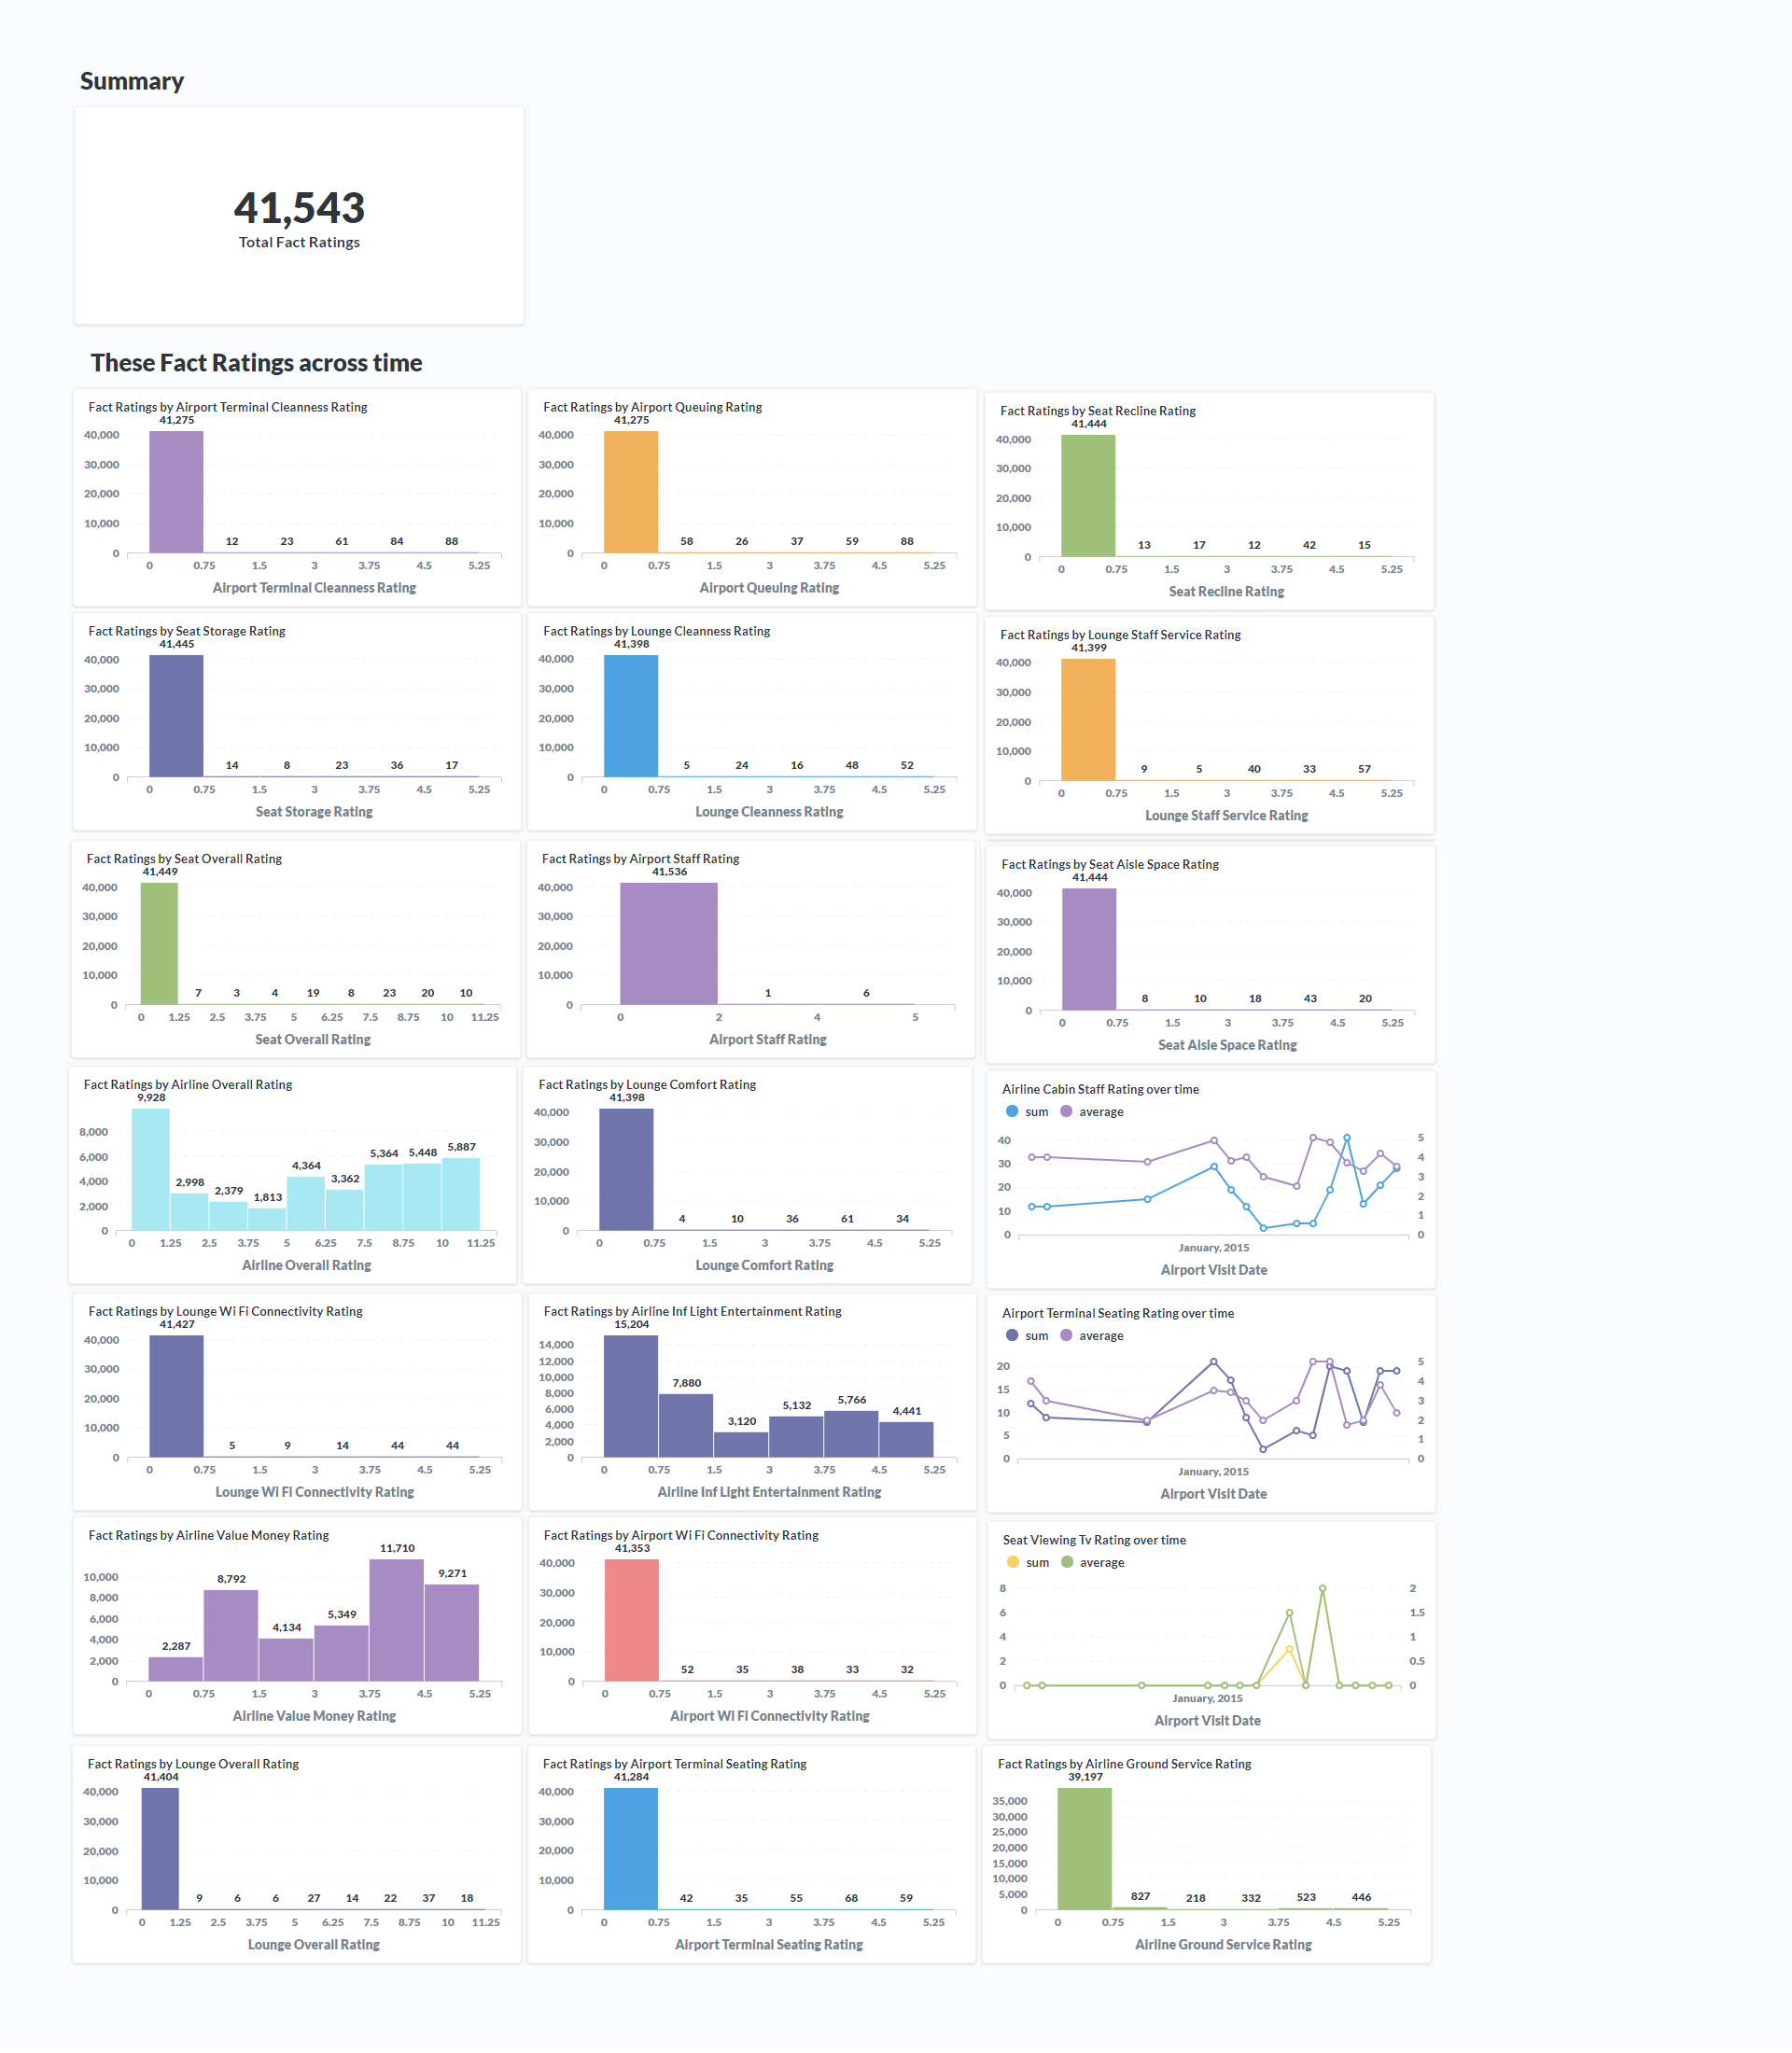 Summary
41,543
Total Fact Ratings
These Fact Ratings across time
Fact Ratings by Airport Terminal Cleanness Rating
41,275
40,000
30,000
20,000
10,000
0
12 23 61 84 88
0 0.75 1.5 3 3.75 4.5 5.25
Airport Terminal Cleanness Rating
Fact Ratings by Airport Queuing Rating
41,275
40,000
30,000
20,000
10,000
0
58 26 37 59 88
0 0.75 1.5 3 3.75 4.5 5.25
Airport Queuing Rating
Fact Ratings by Seat Recline Rating
41,444
40,000
30,000
20,000
10,000
0
13 17 12 42 15
0 0.75 1.5 3 3.75 4.5 5.25
Seat Recline Rating
Fact Ratings by Seat Storage Rating
41,445
40,000
30,000
20,000
10,000
0
14 8 23 36 17
0 0.75 1.5 3 3.75 4.5 5.25
Seat Storage Rating
Fact Ratings by Lounge Cleanness Rating
41,398
40,000
30,000
20,000
10,000
0
5 24 16 48 52
0 0.75 1.5 3 3.75 4.5 5.25
Lounge Cleanness Rating
Fact Ratings by Lounge Staff Service Rating
41,399
40,000
30,000
20,000
10,000
0
9 5 40 33 57
0 0.75 1.5 3 3.75 4.5 5.25
Lounge Staff Service Rating
Fact Ratings by Seat Overall Rating
41,449
40,000
30,000
20,000
10,000
0
7 3 4 19 8 23 20 10
0 1.25 2.5 3.75 5 6.25 7.5 8.75 10 11.25
Seat Overall Rating
Fact Ratings by Airport Staff Rating
41,536
40,000
30,000
20,000
10,000
0
1 6
0 2 4 5
Airport Staff Rating
Fact Ratings by Seat Aisle Space Rating
41,444
40,000
30,000
20,000
10,000
0
8 10 18 43 20
0 0.75 1.5 3 3.75 4.5 5.25
Seat Aisle Space Rating
Fact Ratings by Airline Overall Rating
9,928
8,000
6,000
4,000
2,000
0
2,998 2,379 1,813 4,364 3,362 5,364 5,448 5,887
0 1.25 2.5 3.75 5 6.25 7.5 8.75 10 11.25
Airline Overall Rating
Fact Ratings by Lounge Comfort Rating
41,398
40,000
30,000
20,000
10,000
0
4 10 36 61 34
0 0.75 1.5 3 3.75 4.5 5.25
Lounge Comfort Rating
Airline Cabin Staff Rating over time
sum average
40
30
20
10
0
5
4
3
2
1
0
January, 2015
Airport Visit Date
Fact Ratings by Lounge Wi Fi Connectivity Rating
41,427
40,000
30,000
20,000
10,000
0
5 9 14 44 44
0 0.75 1.5 3 3.75 4.5 5.25
Lounge Wi Fi Connectivity Rating
Fact Ratings by Airline Inf Light Entertainment Rating
15,204
14,000
12,000
10,000
8,000
6,000
4,000
2,000
0
7,880 3,120 5,132 5,766 4,441
0 0.75 1.5 3 3.75 4.5 5.25
Airline Inf Light Entertainment Rating
Airport Terminal Seating Rating over time
sum average
20
15
10
5
0
5
4
3
2
1
0
January, 2015
Airport Visit Date
Fact Ratings by Airline Value Money Rating
10,000
8,000
6,000
4,000
2,000
0
2,287 8,792 4,134 5,349 11,710 9,271
0 0.75 1.5 3 3.75 4.5 5.25
Airline Value Money Rating
Fact Ratings by Airport Wi Fi Connectivity Rating
41,353
40,000
30,000
20,000
10,000
0
52 35 38 33 32
0 0.75 1.5 3 3.75 4.5 5.25
Airport Wi Fi Connectivity Rating
Seat Viewing Tv Rating over time
sum average
8
6
4
2
0
2
1.5
1
0.5
0
January, 2015
Airport Visit Date
Fact Ratings by Lounge Overall Rating
41,404
40,000
30,000
20,000
10,000
0
9 6 6 27 14 22 37 18
0 1.25 2.5 3.75 5 6.25 7.5 8.75 10 11.25
Lounge Overall Rating
Fact Ratings by Airport Terminal Seating Rating
41,284
40,000
30,000
20,000
10,000
0
42 35 55 68 59
0 0.75 1.5 3 3.75 4.5 5.25
Airport Terminal Seating Rating
Fact Ratings by Airline Ground Service Rating
39,197
35,000
30,000
25,000
20,000
15,000
10,000
5,000
0
827 218 332 523 446
0 0.75 1.5 3 3.75 4.5 5.25
Airline Ground Service Rating